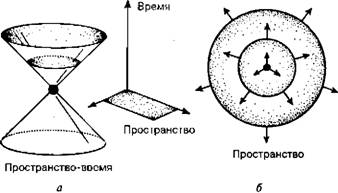 Время
Пространство
Пространство-время
Пространство
а
б